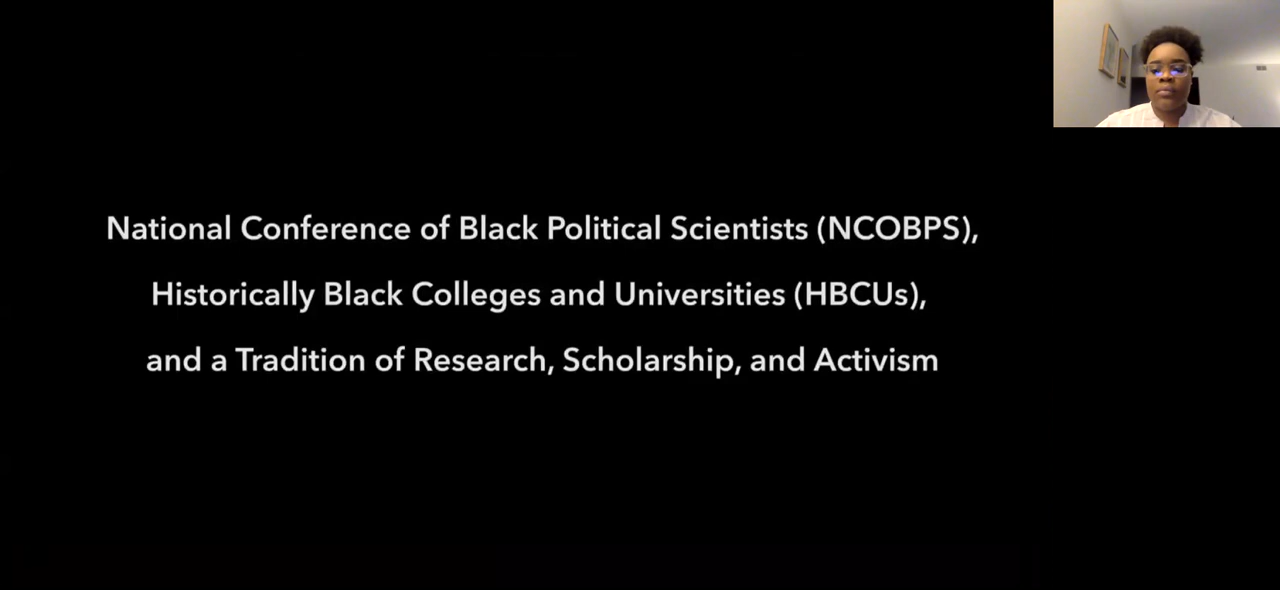 National Conference of Black Political Scientists (NCOBPS),
Historically Black Colleges and Universities (HBCUs),
and a Tradition of Research, Scholarship, and Activism